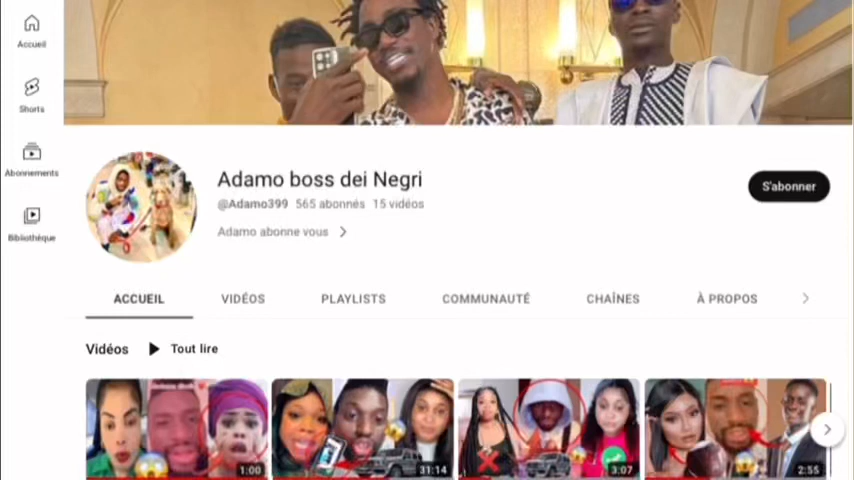 Accueil
Shorts
Abonnements
Bibliothèque
Adamo boss dei Negri
@Adamo399 565 abonnés 15 vidéos
Adamo abonne vous
S'abonner
ACCUEIL VIDÉOS PLAYLISTS COMMUNAUTÉ CHAÎNES À PROPOS
Vidéos Tout lire
1:00 31:14 3:07 2:55